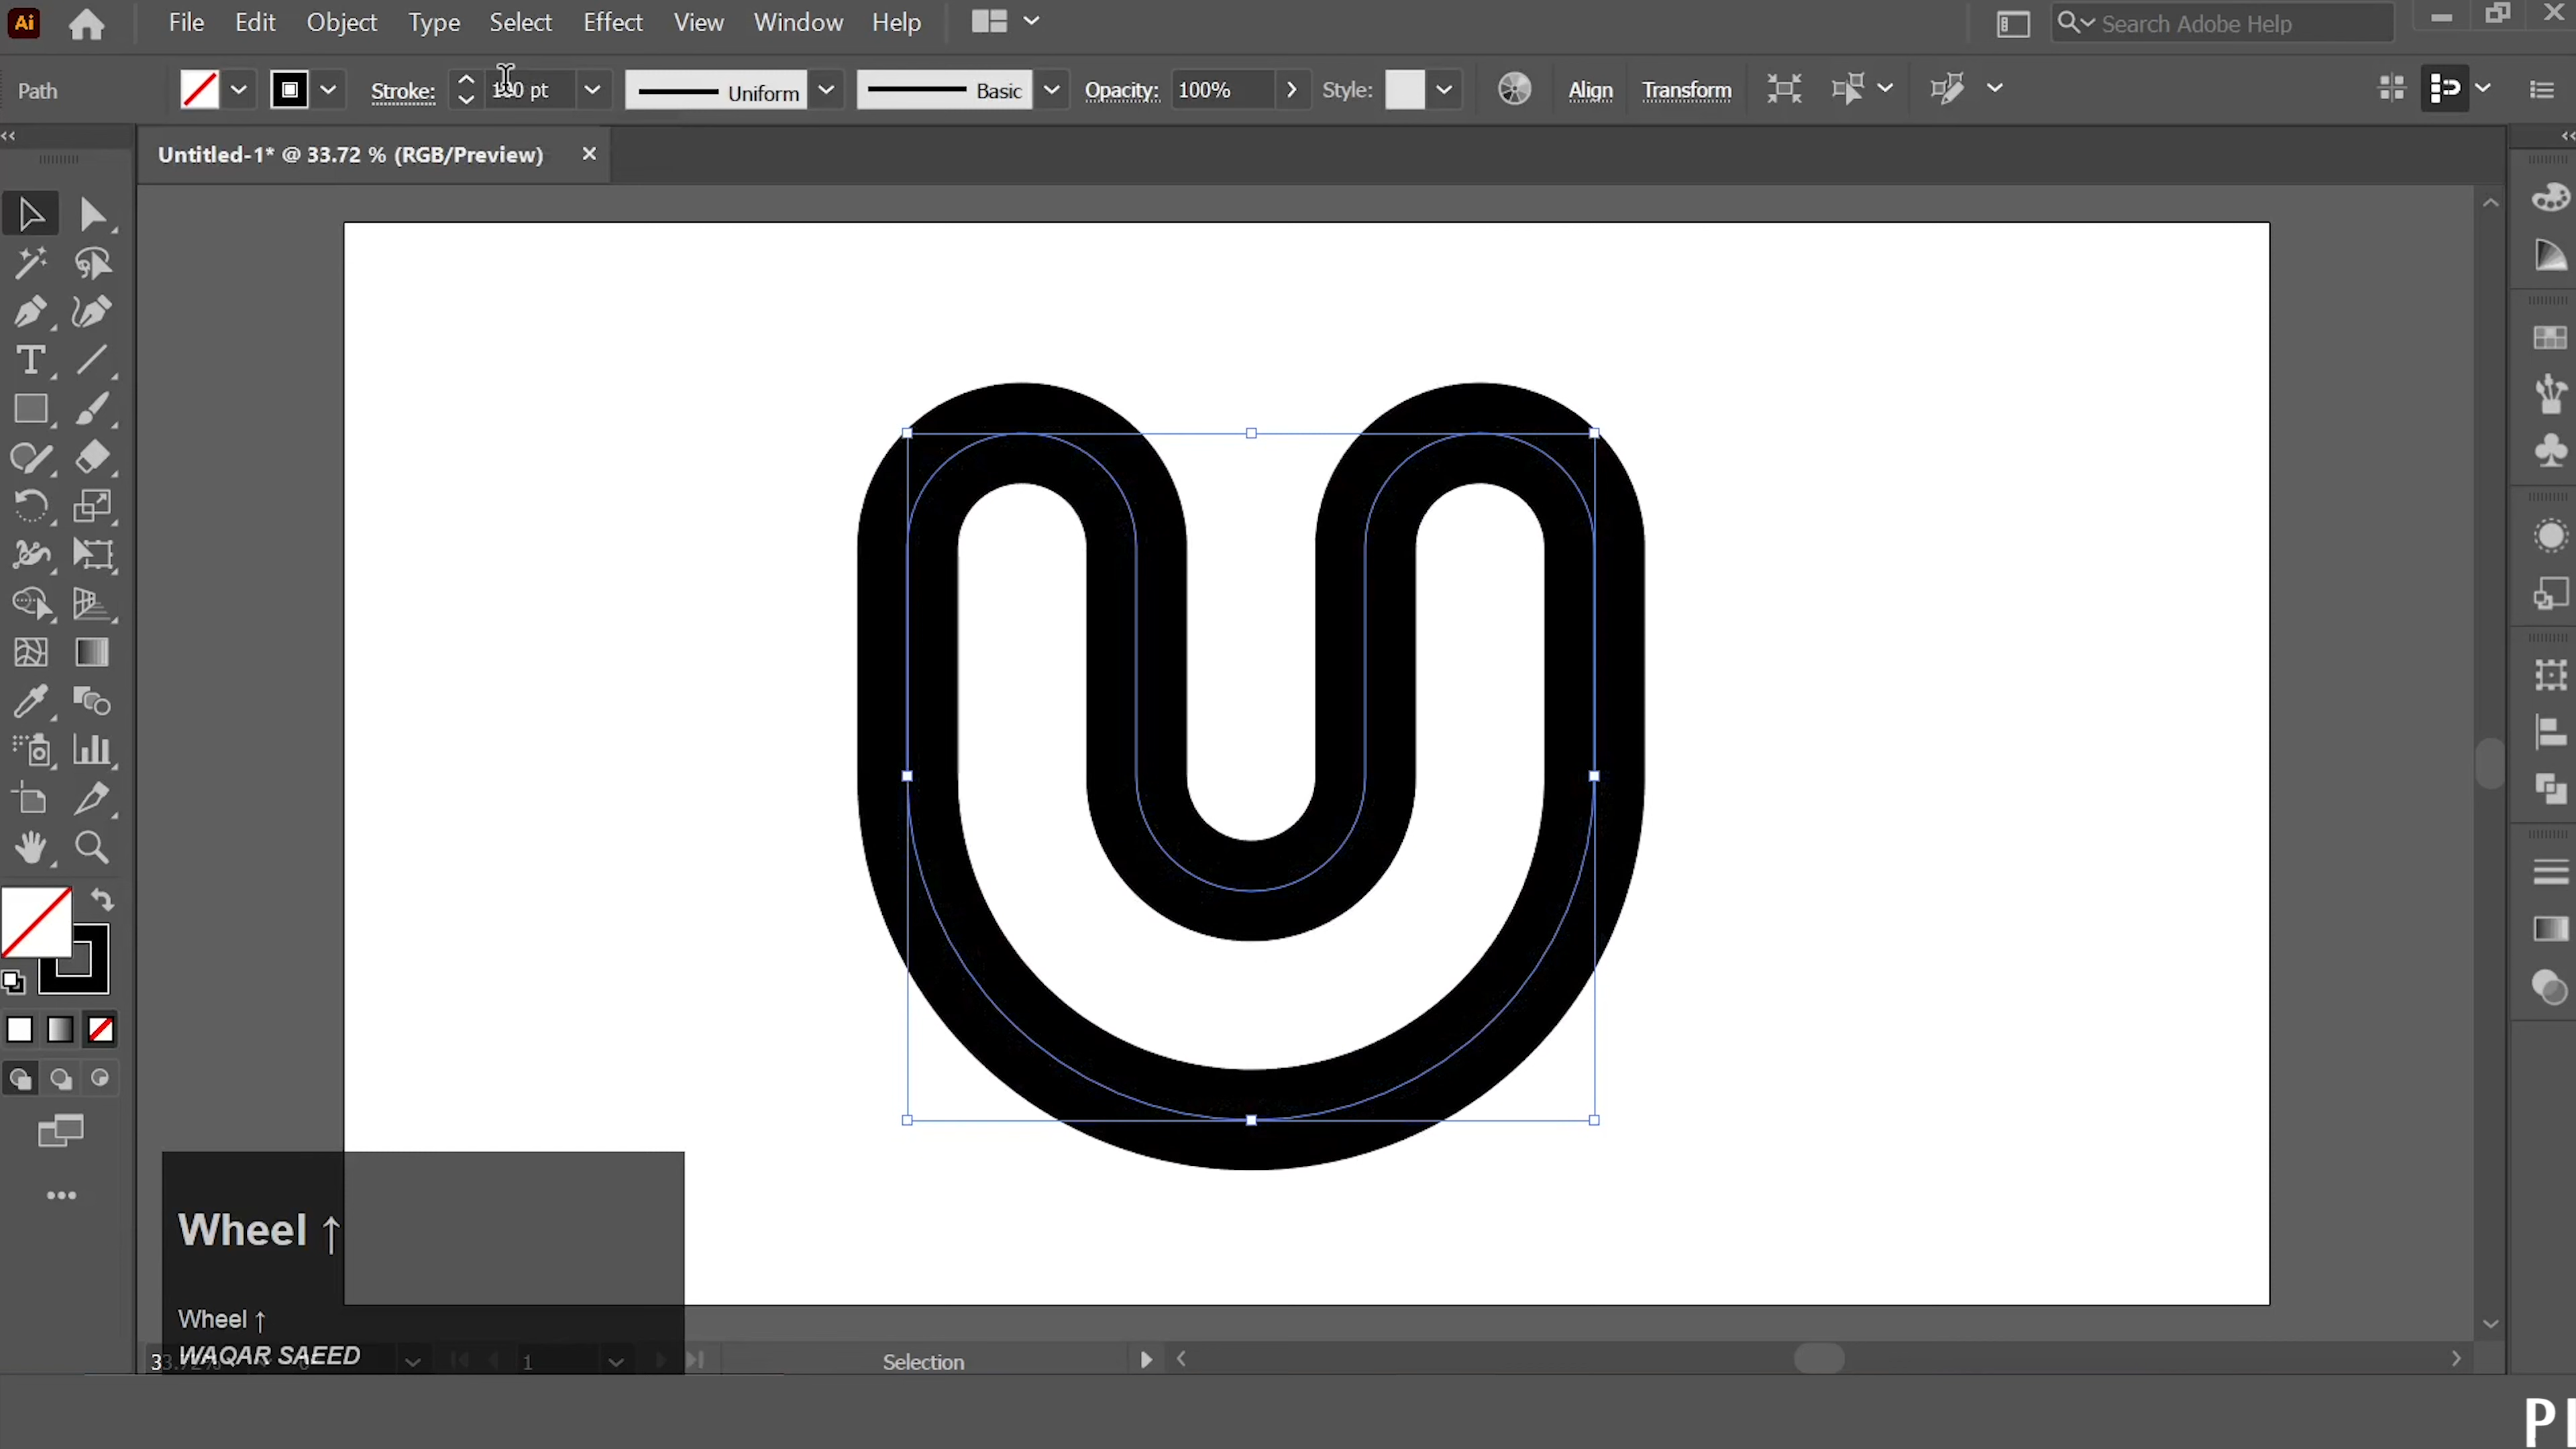 Ai File Edit Object Type Select Effect View Window Help Search Adobe Help
Path Stroke: pt Uniform Basic Opacity: 100% Style: Align Transform
Untitled-1* @ 33.72 % (RGB/Preview)
Wheel ↑
Wheel ↑
WAQAR SAEED
1 Selection